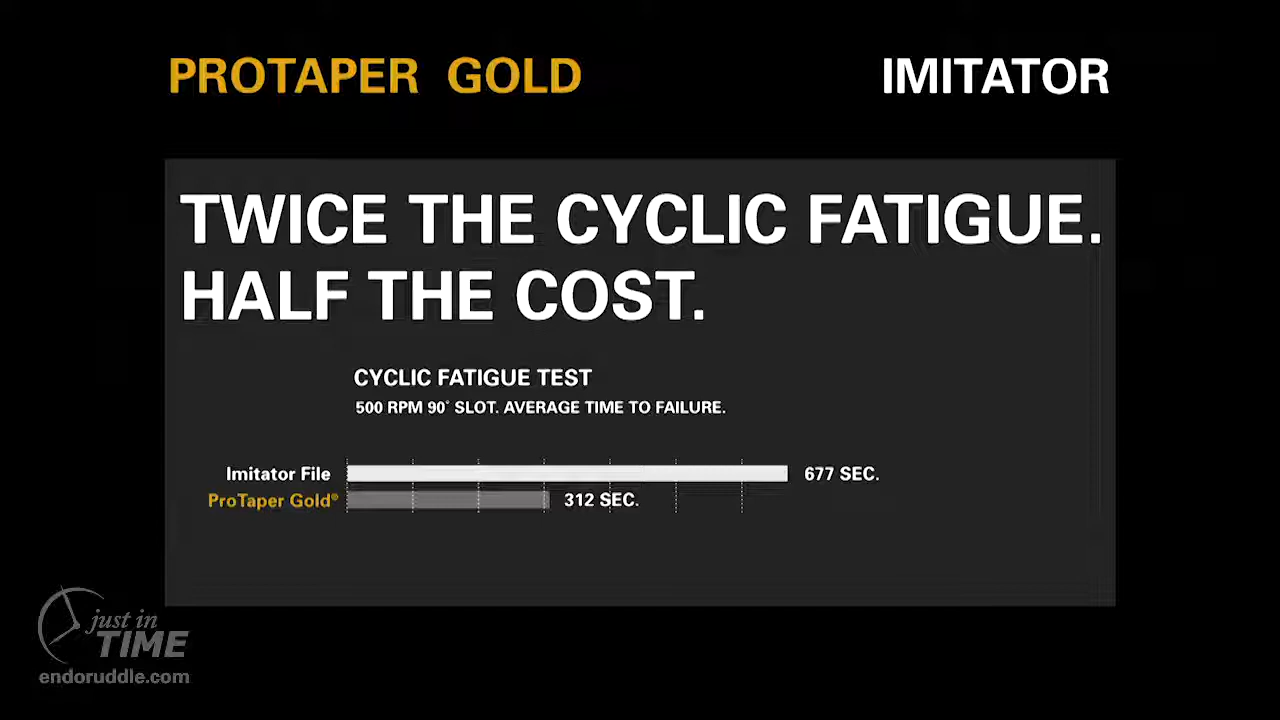 PROTAPER GOLD
IMITATOR
TWICE THE CYCLIC FATIGUE.
HALF THE COST.
CYCLIC FATIGUE TEST
500 RPM 90° SLOT. AVERAGE TIME TO FAILURE.
Imitator File 677 SEC.
ProTaper Gold® 312 SEC.
just in
TIME
endoruddle.com